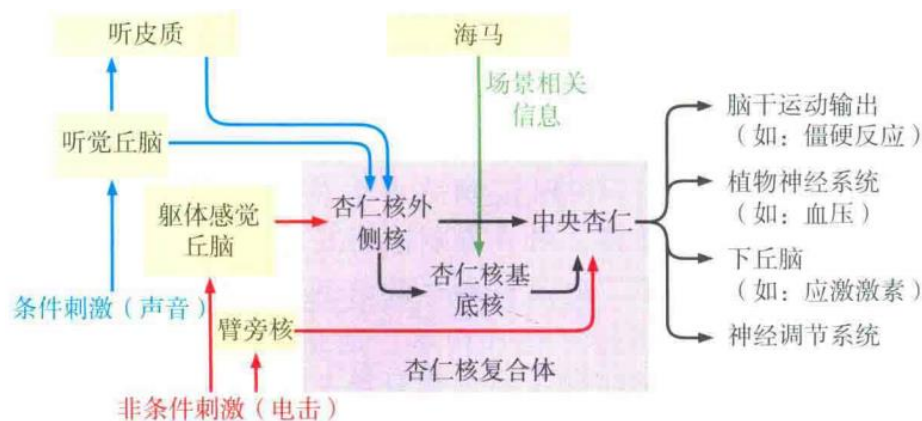 听皮质
海马
场景相关
信息
听觉丘脑
脑干运动输出
（如：僵硬反应）
躯体感觉
丘脑
杏仁核外
侧核
中央杏仁
植物神经系统
（如：血压）
杏仁核基
底核
下丘脑
（如：应激激素）
条件刺激（声音）
臂旁核
神经调节系统
杏仁核复合体
非条件刺激（电击）